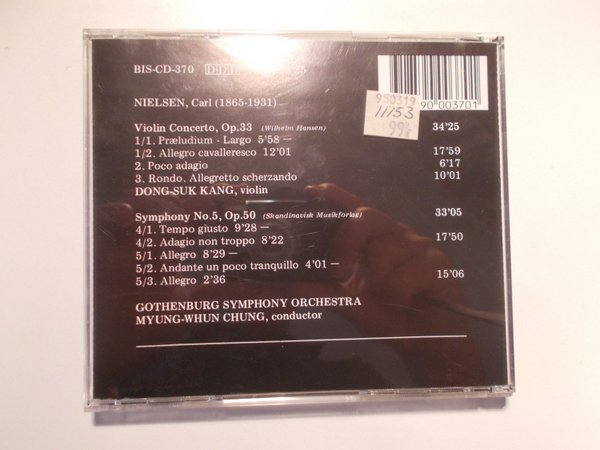 BIS-CD-370 DDD
NIELSEN, Carl (1865-1931)
950319
11153
99
90 003701
Violin Concerto, Op.33 (Wilhelm Hansen) 34'25
1/1. Præludium - Largo 5'58 —
1/2. Allegro cavalleresco 12'01 17'59
2. Poco adagio 6'17
3. Rondo. Allegretto scherzando 10'01
DONG-SUK KANG, violin
Symphony No.5, Op.50 (Skandinavisk Musikforlag) 33'05
4/1. Tempo giusto 9'28 —
4/2. Adagio non troppo 8'22 17'50
5/1. Allegro 8'29 —
5/2. Andante un poco tranquillo 4'01 —
5/3. Allegro 2'36 15'06
GOTHENBURG SYMPHONY ORCHESTRA
MYUNG-WHUN CHUNG, conductor